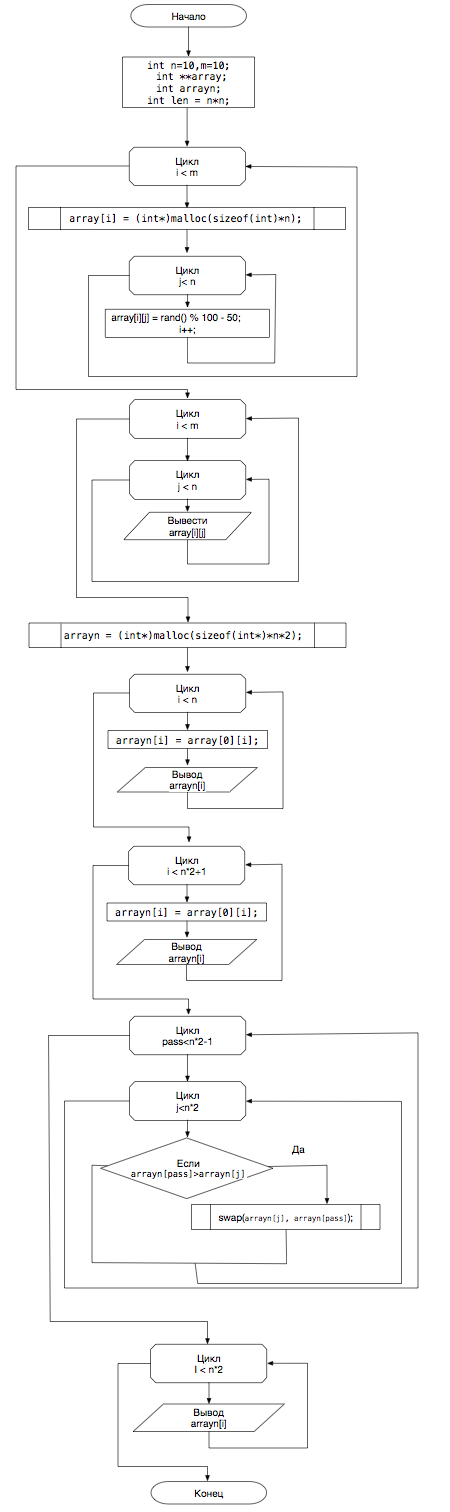 Начало
int n=10,m=10;
int **array;
int arrayn;
int len = n*n;
Цикл
i < m
array[i] = (int*)malloc(sizeof(int)*n);
Цикл
j< n
array[i][j] = rand() % 100 - 50;
i++;
Цикл
i < m
Цикл
j < n
Вывести
array[i][j]
arrayn = (int*)malloc(sizeof(int*)*n*2);
Цикл
i < n
arrayn[i] = array[0][i];
Вывод
arrayn[i]
Цикл
i < n*2+1
arrayn[i] = array[0][i];
Вывод
arrayn[i]
Цикл
pass<n*2-1
Цикл
j<n*2
Да
Если
arrayn[pass]>arrayn[j]
swap(arrayn[j], arrayn[pass]);
Цикл
I < n*2
Вывод
arrayn[i]
Конец